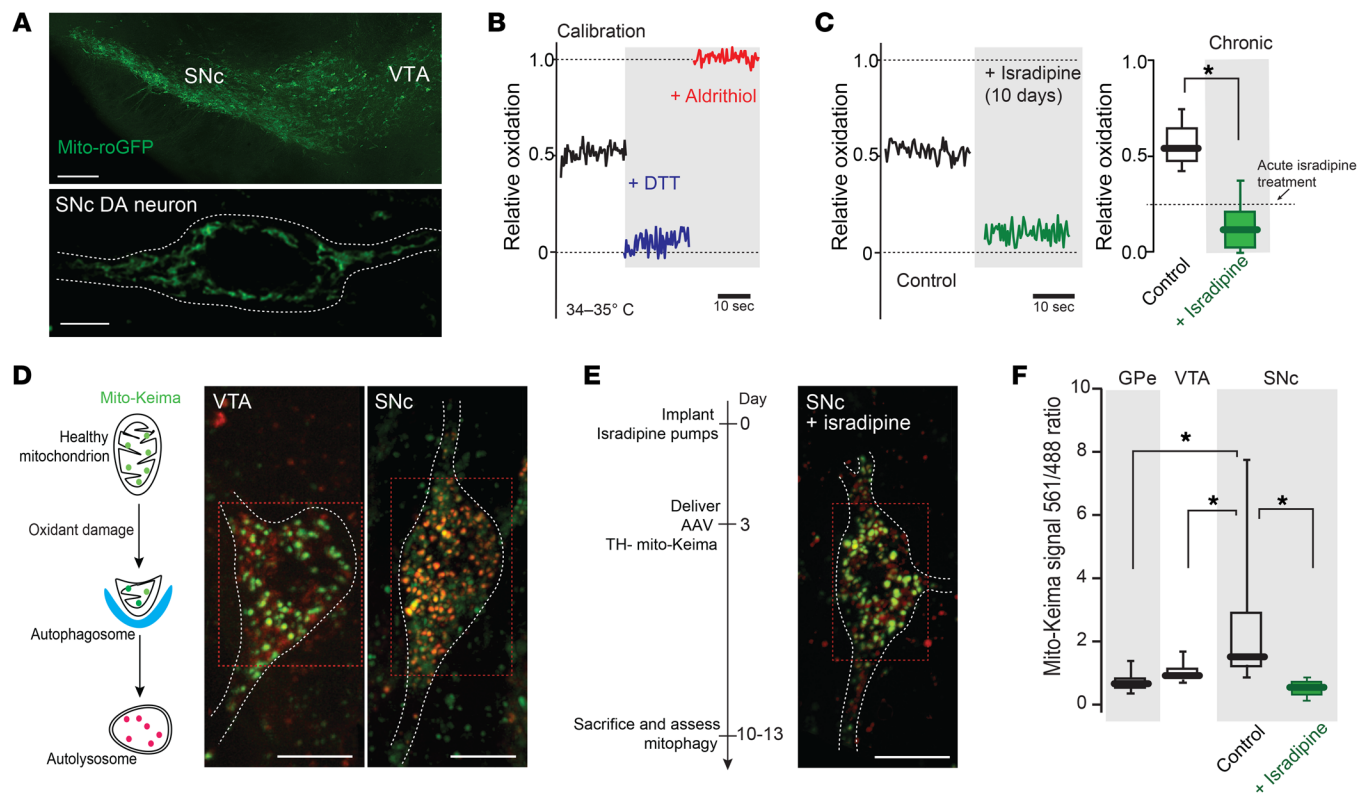 A
SNc
VTA
Mito-roGFP
SNc DA neuron
B
Calibration
Relative oxidation
1.0
0.5
0
+ Aldrithiol
+ DTT
34–35° C
10 sec
C
Relative oxidation
1.0
0.5
0
+ Isradipine
(10 days)
Control
10 sec
Chronic
Relative oxidation
1.0
0.5
0.0
*
Acute isradipine
treatment
Control
+ Isradipine
D
Mito-Keima
Healthy
mitochondrion
Oxidant damage
Autophagosome
Autolysosome
VTA
SNc
E
Day
Implant
Isradipine pumps
0
Deliver
AAV
TH- mito-Keima
3
Sacrifice and assess
mitophagy
10-13
SNc
+ isradipine
F
GPe
VTA
SNc
Mito-Keima signal 561/488 ratio
10
8
6
4
2
0
*
*
*
Control
+ Isradipine